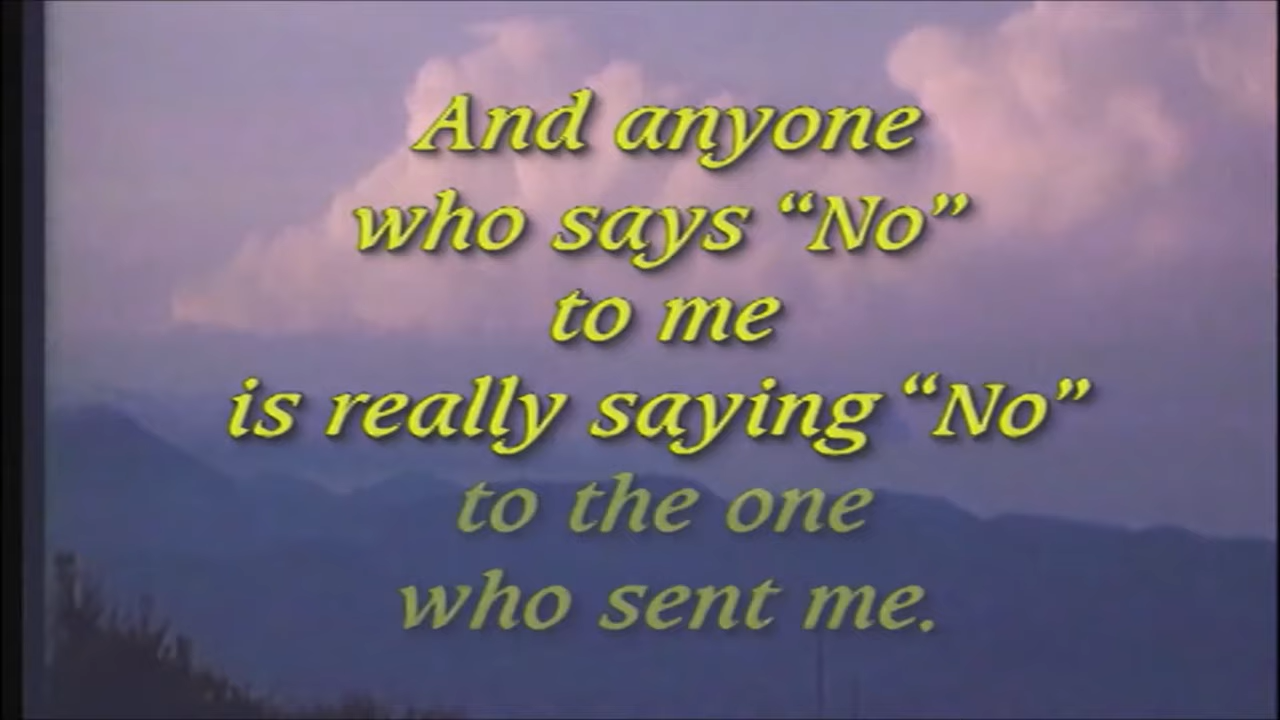 And anyone
who says “No”
to me
is really saying “No”
to the one
who sent me.